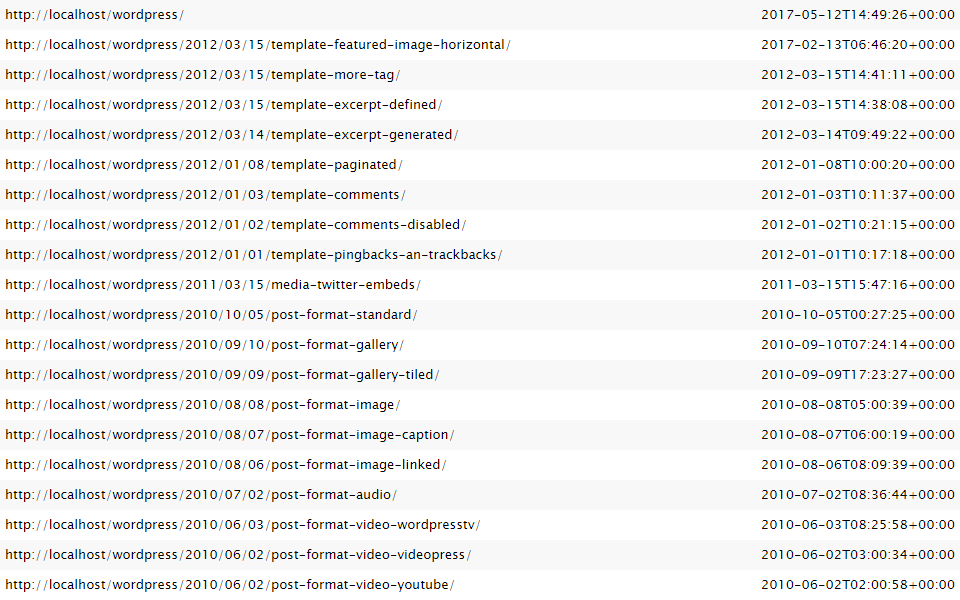 http://localhost/wordpress/ 2017-05-12T14:49:26+00:00
http://localhost/wordpress/2012/03/15/template-featured-image-horizontal/ 2017-02-13T06:46:20+00:00
http://localhost/wordpress/2012/03/15/template-more-tag/ 2012-03-15T14:41:11+00:00
http://localhost/wordpress/2012/03/15/template-excerpt-defined/ 2012-03-15T14:38:08+00:00
http://localhost/wordpress/2012/03/14/template-excerpt-generated/ 2012-03-14T09:49:22+00:00
http://localhost/wordpress/2012/01/08/template-paginated/ 2012-01-08T10:00:20+00:00
http://localhost/wordpress/2012/01/03/template-comments/ 2012-01-03T10:11:37+00:00
http://localhost/wordpress/2012/01/02/template-comments-disabled/ 2012-01-02T10:21:15+00:00
http://localhost/wordpress/2012/01/01/template-pingbacks-an-trackbacks/ 2012-01-01T10:17:18+00:00
http://localhost/wordpress/2011/03/15/media-twitter-embeds/ 2011-03-15T15:47:16+00:00
http://localhost/wordpress/2010/10/05/post-format-standard/ 2010-10-05T00:27:25+00:00
http://localhost/wordpress/2010/09/10/post-format-gallery/ 2010-09-10T07:24:14+00:00
http://localhost/wordpress/2010/09/09/post-format-gallery-tiled/ 2010-09-09T17:23:27+00:00
http://localhost/wordpress/2010/08/08/post-format-image/ 2010-08-08T05:00:39+00:00
http://localhost/wordpress/2010/08/07/post-format-image-caption/ 2010-08-07T06:00:19+00:00
http://localhost/wordpress/2010/08/06/post-format-image-linked/ 2010-08-06T08:09:39+00:00
http://localhost/wordpress/2010/07/02/post-format-audio/ 2010-07-02T08:36:44+00:00
http://localhost/wordpress/2010/06/03/post-format-video-wordpresstv/ 2010-06-03T08:25:58+00:00
http://localhost/wordpress/2010/06/02/post-format-video-videopress/ 2010-06-02T03:00:34+00:00
http://localhost/wordpress/2010/06/02/post-format-video-youtube/ 2010-06-02T02:00:58+00:00